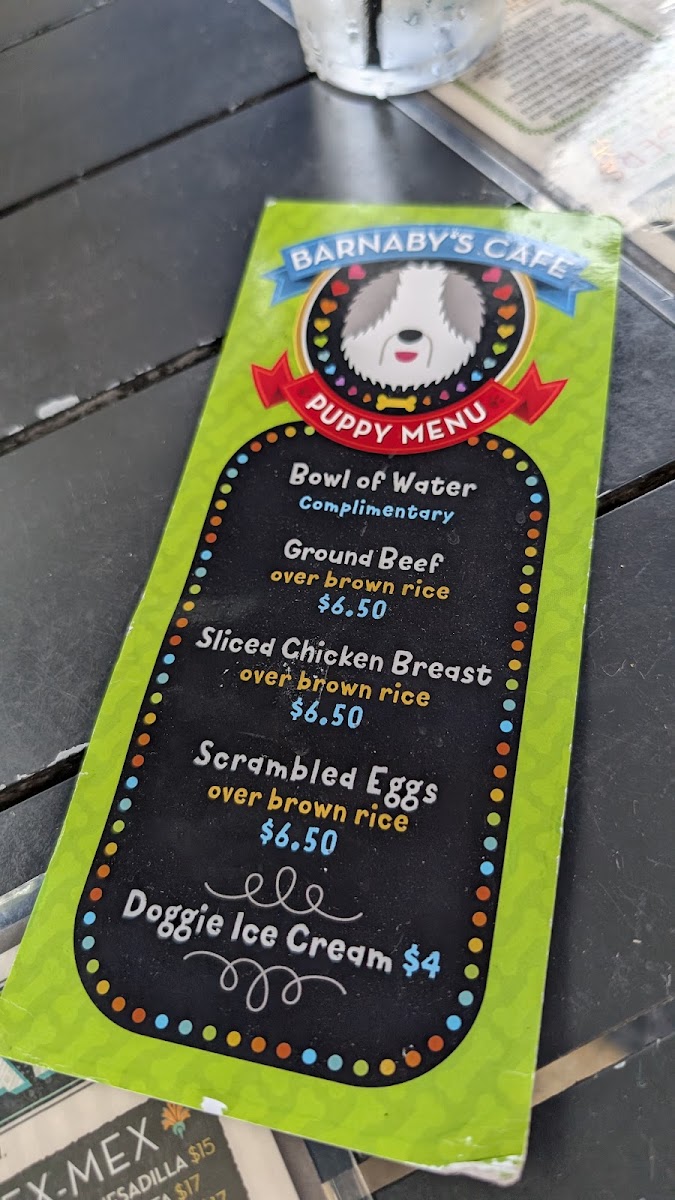 BARNABY'S CAFE
PUPPY MENU
Bowl of Water
Complimentary
Ground Beef
over brown rice
$6.50
Sliced Chicken Breast
over brown rice
$6.50
Scrambled Eggs
over brown rice
$6.50
Doggie Ice Cream $4
X-MEX
ESADILLA $15
$17